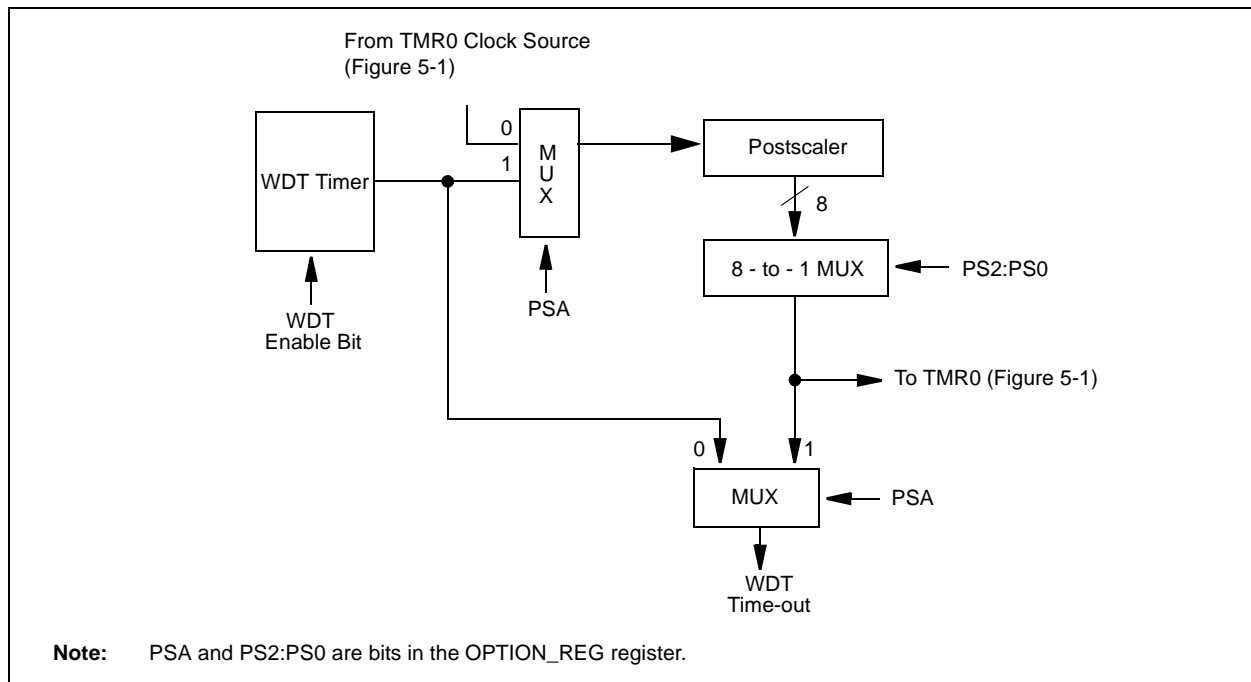 From TMR0 Clock Source
(Figure 5-1)
0
1
M
U
X
WDT Timer
Postscaler
8
8 - to - 1 MUX
PS2:PS0
PSA
WDT
Enable Bit
To TMR0 (Figure 5-1)
0
1
MUX
PSA
WDT
Time-out
Note: PSA and PS2:PS0 are bits in the OPTION_REG register.